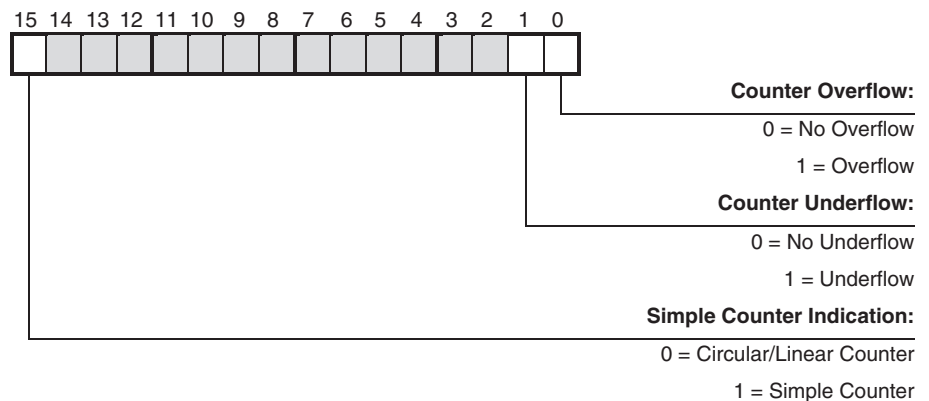 15 14 13 12 11 10 9 8 7 6 5 4 3 2 1 0
Counter Overflow:
0 = No Overflow
1 = Overflow
Counter Underflow:
0 = No Underflow
1 = Underflow
Simple Counter Indication:
0 = Circular/Linear Counter
1 = Simple Counter